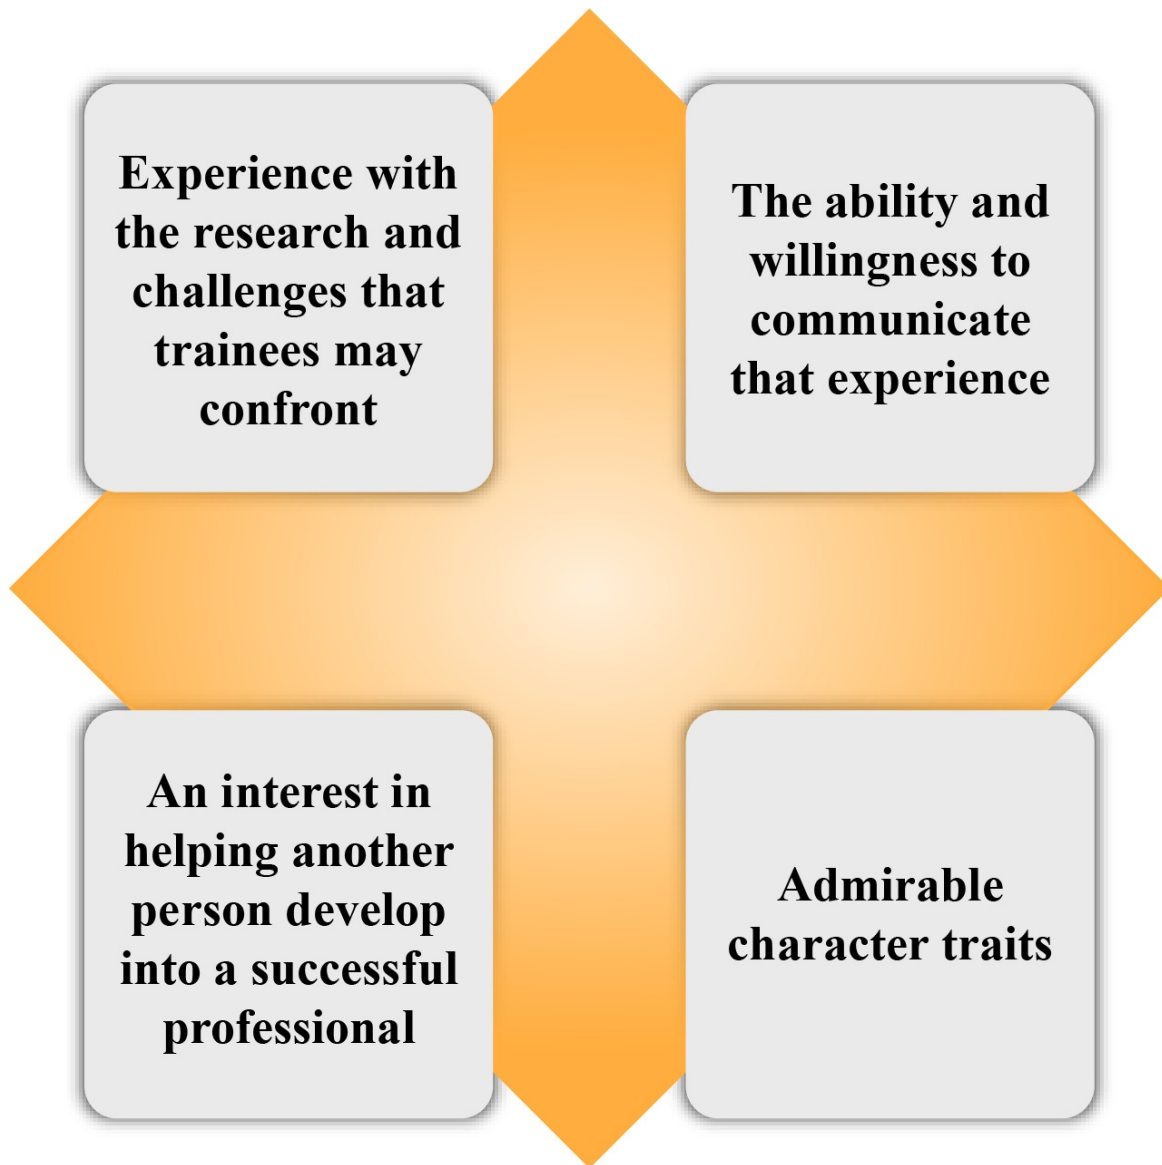 Experience with
the research and
challenges that
trainees may
confront
The ability and
willingness to
communicate
that experience
An interest in
helping another
person develop
into a successful
professional
Admirable
character traits